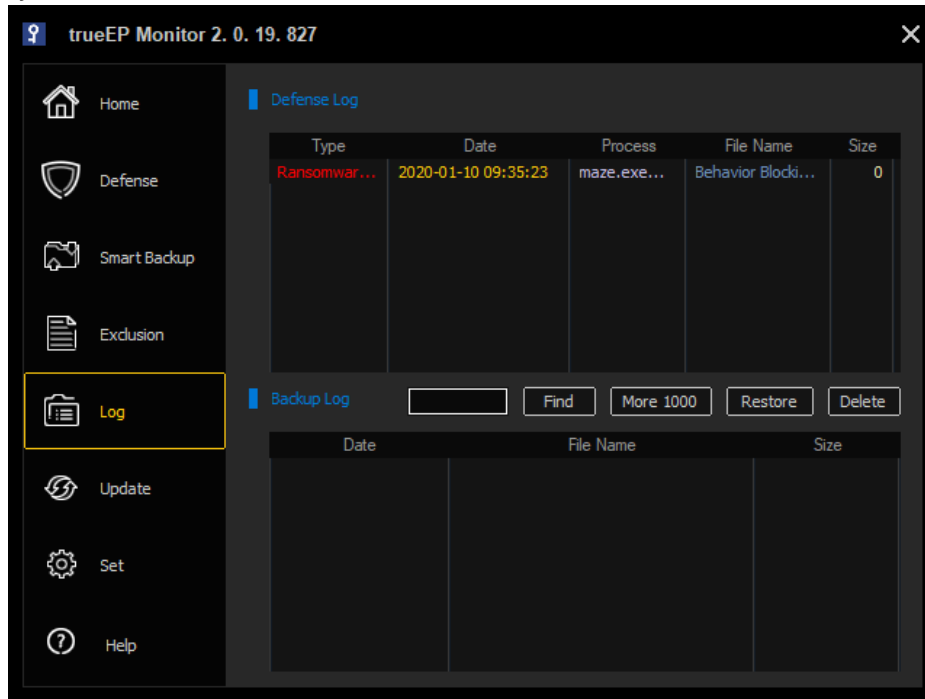 trueEP Monitor 2. 0. 19. 827
Home
Defense
Smart Backup
Exclusion
Log
Update
Set
Help
Defense Log
Type Date Process File Name Size
Ransomwar... 2020-01-10 09:35:23 maze.exe... Behavior Blocki... 0
Backup Log Find More 1000 Restore Delete
Date File Name Size